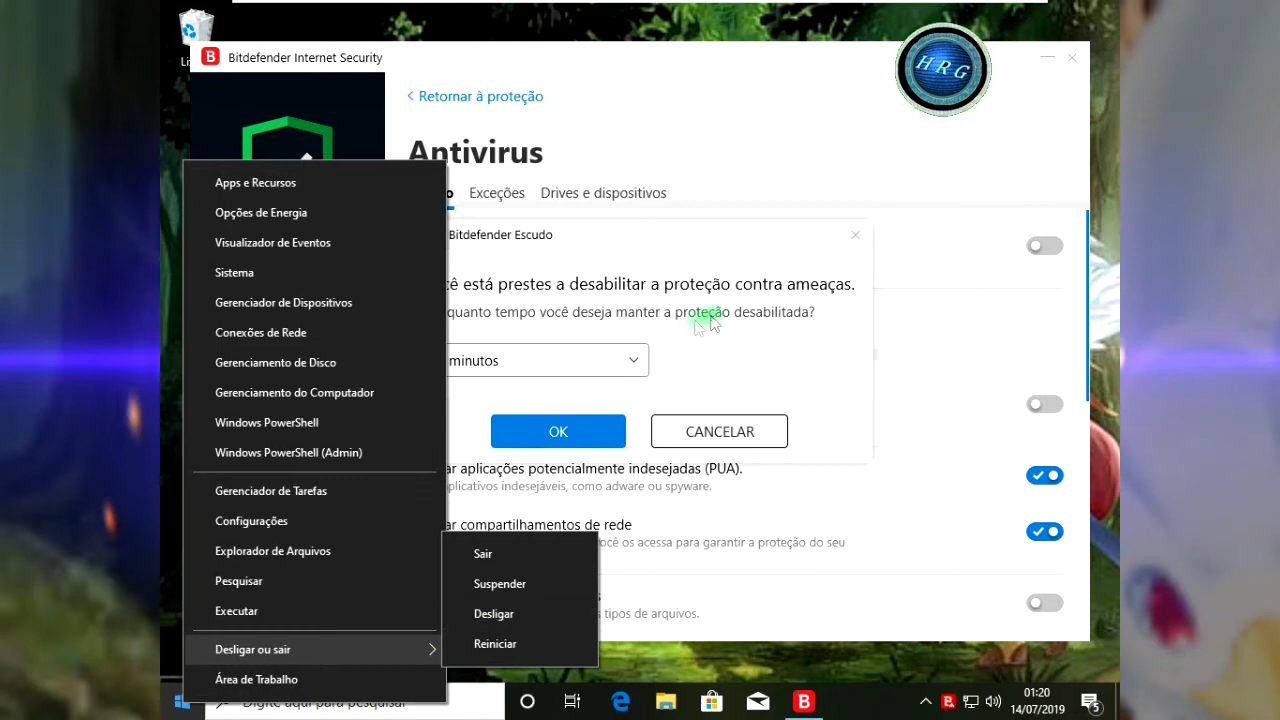 Bitdefender Internet Security
HRG
Retornar à proteção
Antivirus
Exceções
Drives e dispositivos
Apps e Recursos
Opções de Energia
Visualizador de Eventos
Sistema
Gerenciador de Dispositivos
Conexões de Rede
Gerenciamento de Disco
Gerenciamento do Computador
Windows PowerShell
Windows PowerShell (Admin)
Gerenciador de Tarefas
Configurações
Explorador de Arquivos
Pesquisar
Executar
Desligar ou sair
Área de Trabalho
Bitdefender Escudo
está prestes a desabilitar a proteção contra ameaças.
quanto tempo você deseja manter a proteção desabilitada?
minutos
OK
CANCELAR
aplicações potencialmente indesejadas (PUA).
indesejáveis, como adware ou spyware.
compartilhamentos de rede
os acessa para garantir a proteção do seu
tipos de arquivos.
Sair
Suspender
Desligar
Reiniciar
01:20
14/07/2019
5